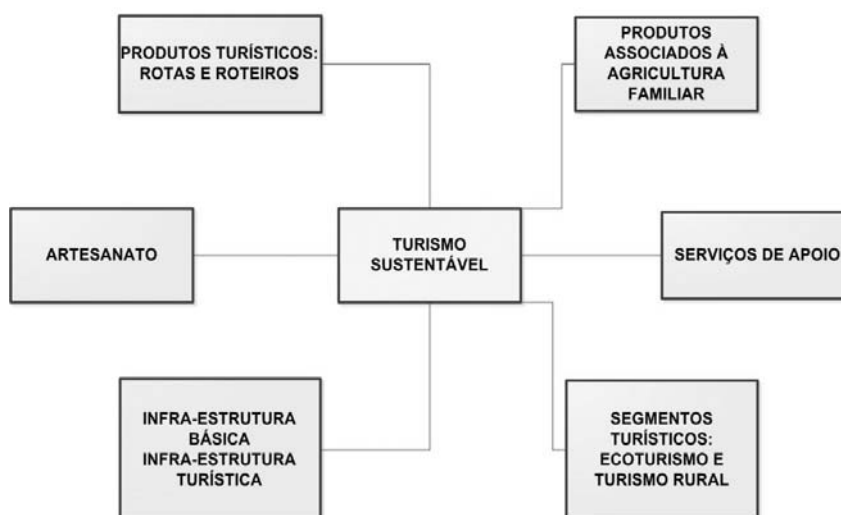 PRODUTOS TURÍSTICOS:
ROTAS E ROTEIROS
PRODUTOS
ASSOCIADOS À
AGRICULTURA
FAMILIAR
ARTESANATO
TURISMO
SUSTENTÁVEL
SERVIÇOS DE APOIO
INFRA-ESTRUTURA
BÁSICA
INFRA-ESTRUTURA
TURÍSTICA
SEGMENTOS
TURÍSTICOS:
ECOTURISMO E
TURISMO RURAL